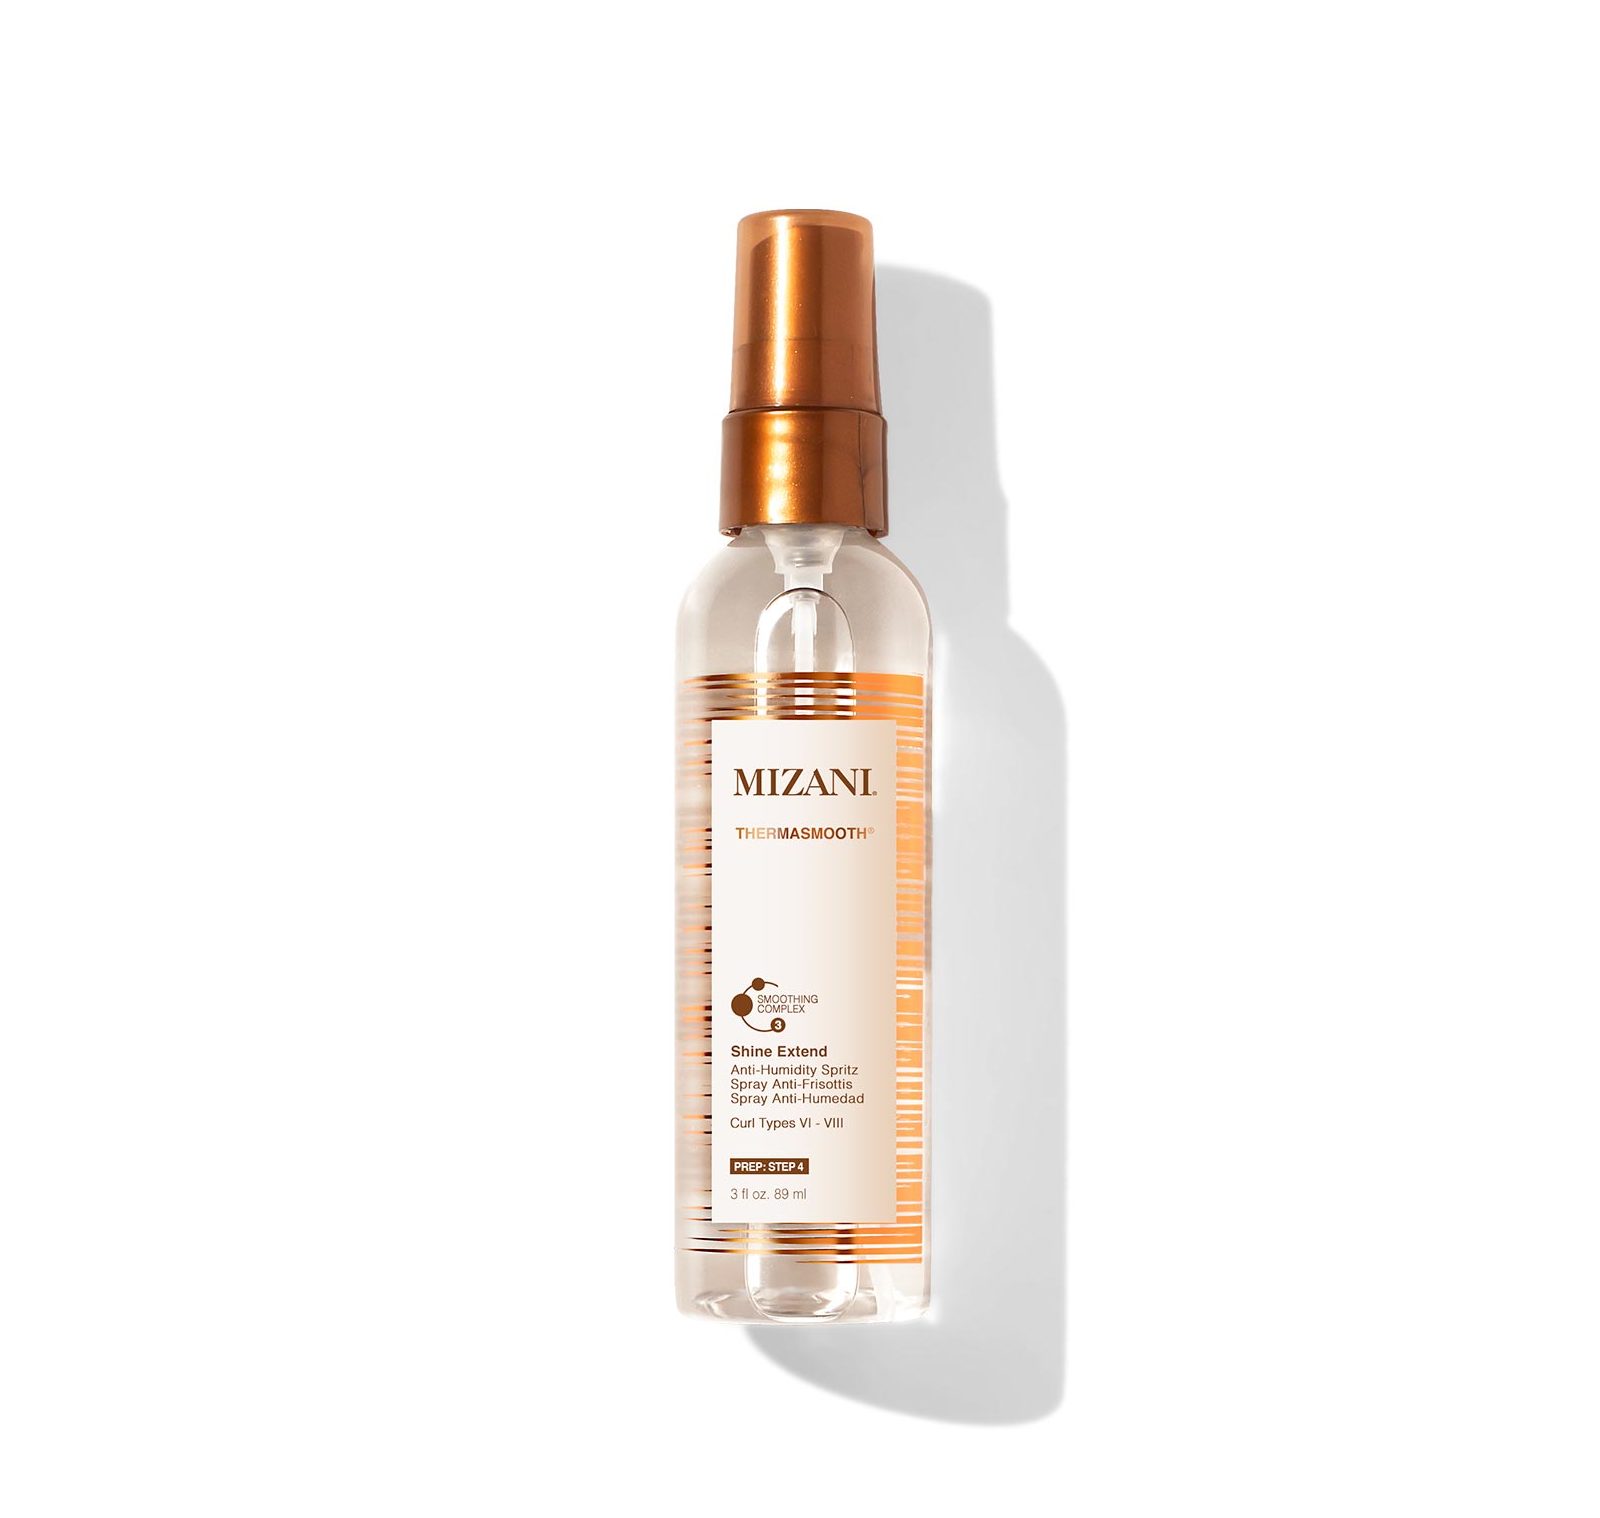 MIZANI®
THERMASMOOTH®
SMOOTHING
COMPLEX
3
Shine Extend
Anti-Humidity Spritz
Spray Anti-Frisottis
Spray Anti-Humedad
Curl Types VI - VIII
PREP: STEP 4
3 fl oz. 89 ml